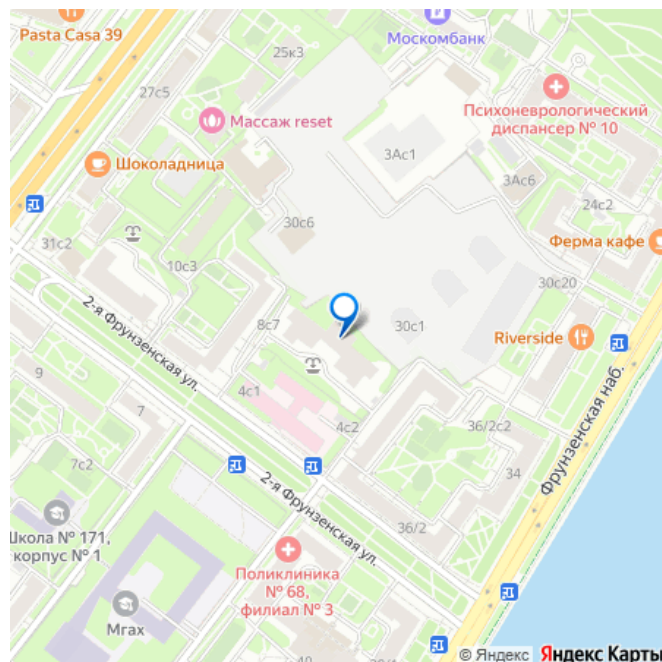 Pasta Casa 39
Москомбанк
25к3
27с5
Массаж reset
Психоневрологический
диспансер № 10
3Ас1
Шоколадница
3Ас6
24с2
30с6
Ферма кафе
31с2
10с3
30с20
8с7
30с1
Riverside
2-я Фрунзенская ул.
9
4с1
Фрунзенская наб.
7
4с2
36/2с2
7с2
34
2-я Фрунзенская ул.
Школа № 171,
корпус № 1
36/2
Поликлиника
№ 68,
филиал № 3
Мгах
© Яндекс Яндекс Карты